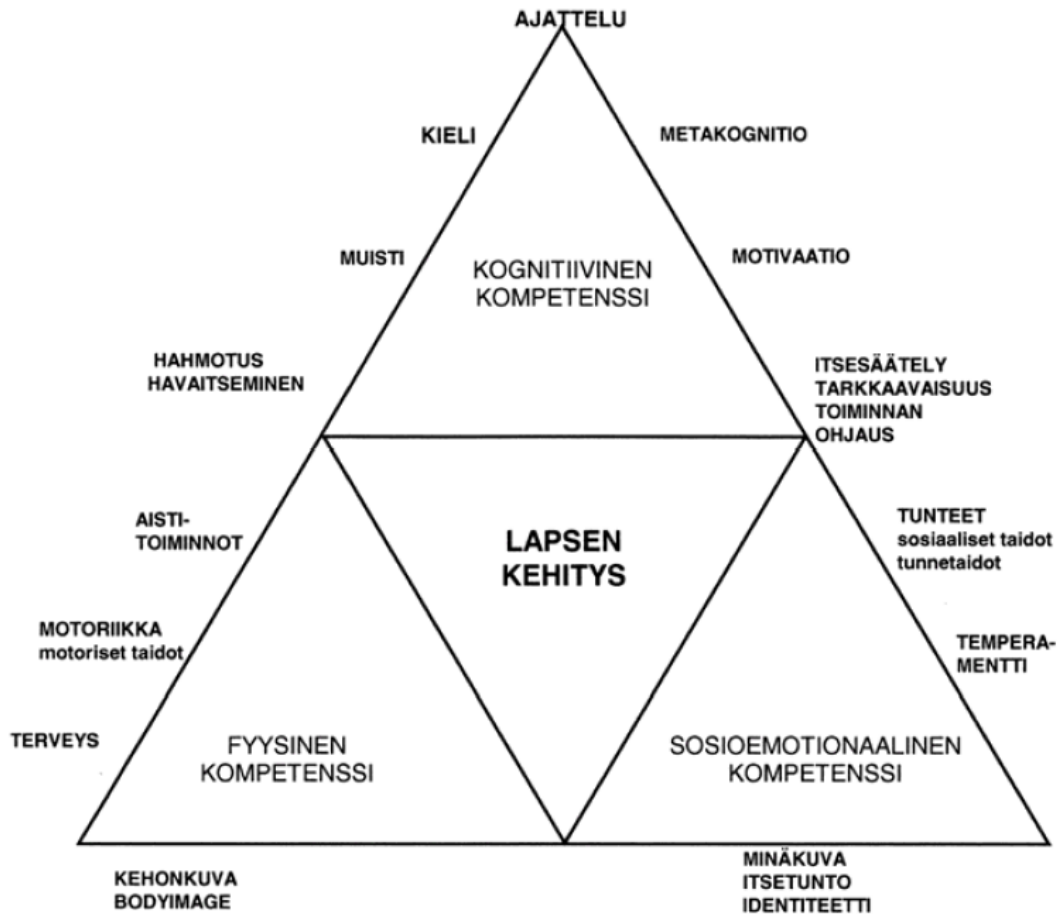 AJATTELU
KIELI
METAKOGNITIO
MUISTI
MOTIVAATIO
KOGNITIIVINEN
KOMPETENSSI
HAHMOTUS
HAVAITSEMINEN
ITSESÄÄTELY
TARKKAAVAISUUS
TOIMINNAN
OHJAUS
AISTI-
TOIMINNOT
LAPSEN
KEHITYS
TUNTEET
sosiaaliset taidot
tunnetaidot
MOTORIIKKA
motoriset taidot
TEMPERA-
MENTTI
TERVEYS
FYYSINEN
KOMPETENSSI
SOSIOEMOTIONAALINEN
KOMPETENSSI
KEHONKUVA
BODYIMAGE
MINÄKUVA
ITSETUNTO
IDENTITEETTI